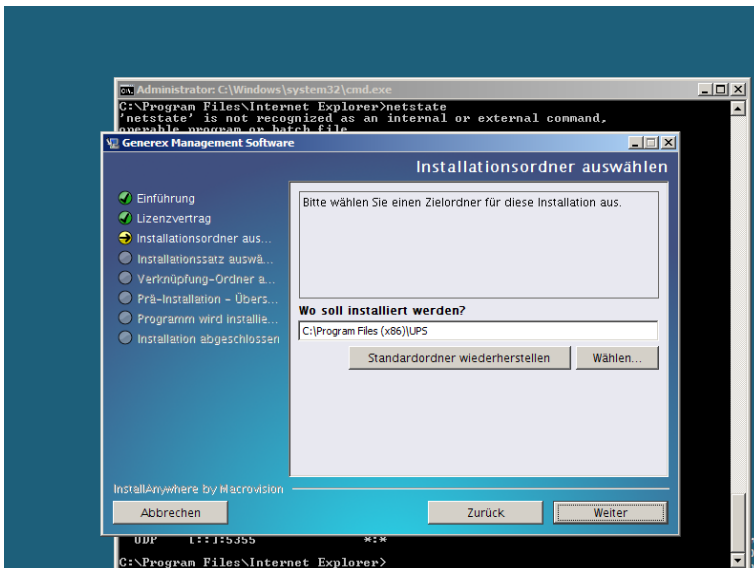 Administrator: C:\Windows\system32\cmd.exe
C:\Program Files\Internet Explorer>netstate
'netstate' is not recognized as an internal or external command,
operable program or batch file
Generex Management Software
Installationsordner auswählen
Einführung
Lizenzvertrag
Installationsordner aus...
Installationssatz auswä...
Verknüpfung-Ordner a...
Prä-Installation - Übers...
Programm wird installie...
Installation abgeschlossen
Bitte wählen Sie einen Zielordner für diese Installation aus.
Wo soll installiert werden?
C:\Program Files (x86)\UPS
Standardordner wiederherstellen
Wählen...
InstallAnywhere by Macrovision
Abbrechen
Zurück
Weiter
UDP [::]:5355 *:*
C:\Program Files\Internet Explorer>